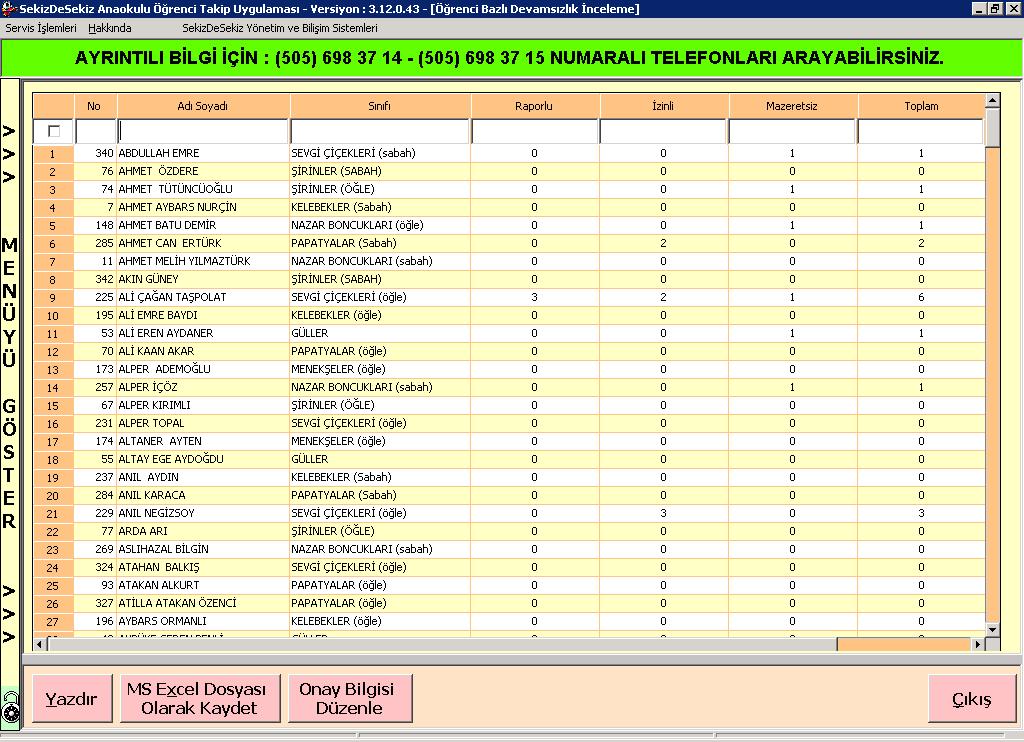 SekizDeSekiz Anaokulu Öğrenci Takip Uygulaması - Versiyon : 3.12.0.43 - [Öğrenci Bazlı Devamsızlık İnceleme]
Servis İşlemleri Hakkında SekizDeSekiz Yönetim ve Bilişim Sistemleri
AYRINTILI BİLGİ İÇİN : (505) 698 37 14 - (505) 698 37 15 NUMARALI TELEFONLARI ARAYABİLİRSİNİZ.
>>> MENÜYÜ GÖSTER >>>
No Adı Soyadı Sınıfı Raporlu İzinli Mazeretsiz Toplam
1 340 ABDULLAH EMRE SEVGİ ÇİÇEKLERİ (sabah) 0 0 1 1
2 76 AHMET ÖZDERE ŞİRİNLER (SABAH) 0 0 0 0
3 74 AHMET TÜTÜNCÜOĞLU ŞİRİNLER (ÖĞLE) 0 0 1 1
4 7 AHMET AYBARS NURÇİN KELEBEKLER (Sabah) 0 0 0 0
5 148 AHMET BATU DEMİR NAZAR BONCUKLARI (öğle) 0 0 1 1
6 285 AHMET CAN ERTÜRK PAPATYALAR (Sabah) 0 2 0 2
7 11 AHMET MELİH YILMAZTÜRK NAZAR BONCUKLARI (sabah) 0 0 0 0
8 342 AKIN GÜNEY ŞİRİNLER (SABAH) 0 0 0 0
9 225 ALİ ÇAĞAN TAŞPOLAT SEVGİ ÇİÇEKLERİ (öğle) 3 2 1 6
10 195 ALİ EMRE BAYDI KELEBEKLER (öğle) 0 0 0 0
11 53 ALİ EREN AYDANER GÜLLER 0 0 1 1
12 70 ALİ KAAN AKAR PAPATYALAR (öğle) 0 0 0 0
13 173 ALPER ADEMOĞLU MENEKŞELER (öğle) 0 0 0 0
14 257 ALPER İÇÖZ NAZAR BONCUKLARI (sabah) 0 0 1 1
15 67 ALPER KIRIMLI ŞİRİNLER (ÖĞLE) 0 0 0 0
16 231 ALPER TOPAL SEVGİ ÇİÇEKLERİ (öğle) 0 0 0 0
17 174 ALTANER AYTEN MENEKŞELER (öğle) 0 0 0 0
18 55 ALTAY EGE AYDOĞDU GÜLLER 0 0 0 0
19 237 ANIL AYDIN KELEBEKLER (Sabah) 0 0 0 0
20 284 ANIL KARACA PAPATYALAR (Sabah) 0 0 0 0
21 229 ANIL NEGİZSOY SEVGİ ÇİÇEKLERİ (öğle) 0 3 0 3
22 77 ARDA ARI ŞİRİNLER (ÖĞLE) 0 0 0 0
23 269 ASLIHAZAL BİLGİN NAZAR BONCUKLARI (sabah) 0 0 0 0
24 324 ATAHAN BALKIŞ SEVGİ ÇİÇEKLERİ (öğle) 0 0 0 0
25 93 ATAKAN ALKURT PAPATYALAR (öğle) 0 0 0 0
26 327 ATİLLA ATAKAN ÖZENCİ PAPATYALAR (öğle) 0 0 0 0
27 196 AYBARS ORMANLI KELEBEKLER (öğle) 0 0 0 0
Yazdır
MS Excel Dosyası
Olarak Kaydet
Onay Bilgisi
Düzenle
Çıkış